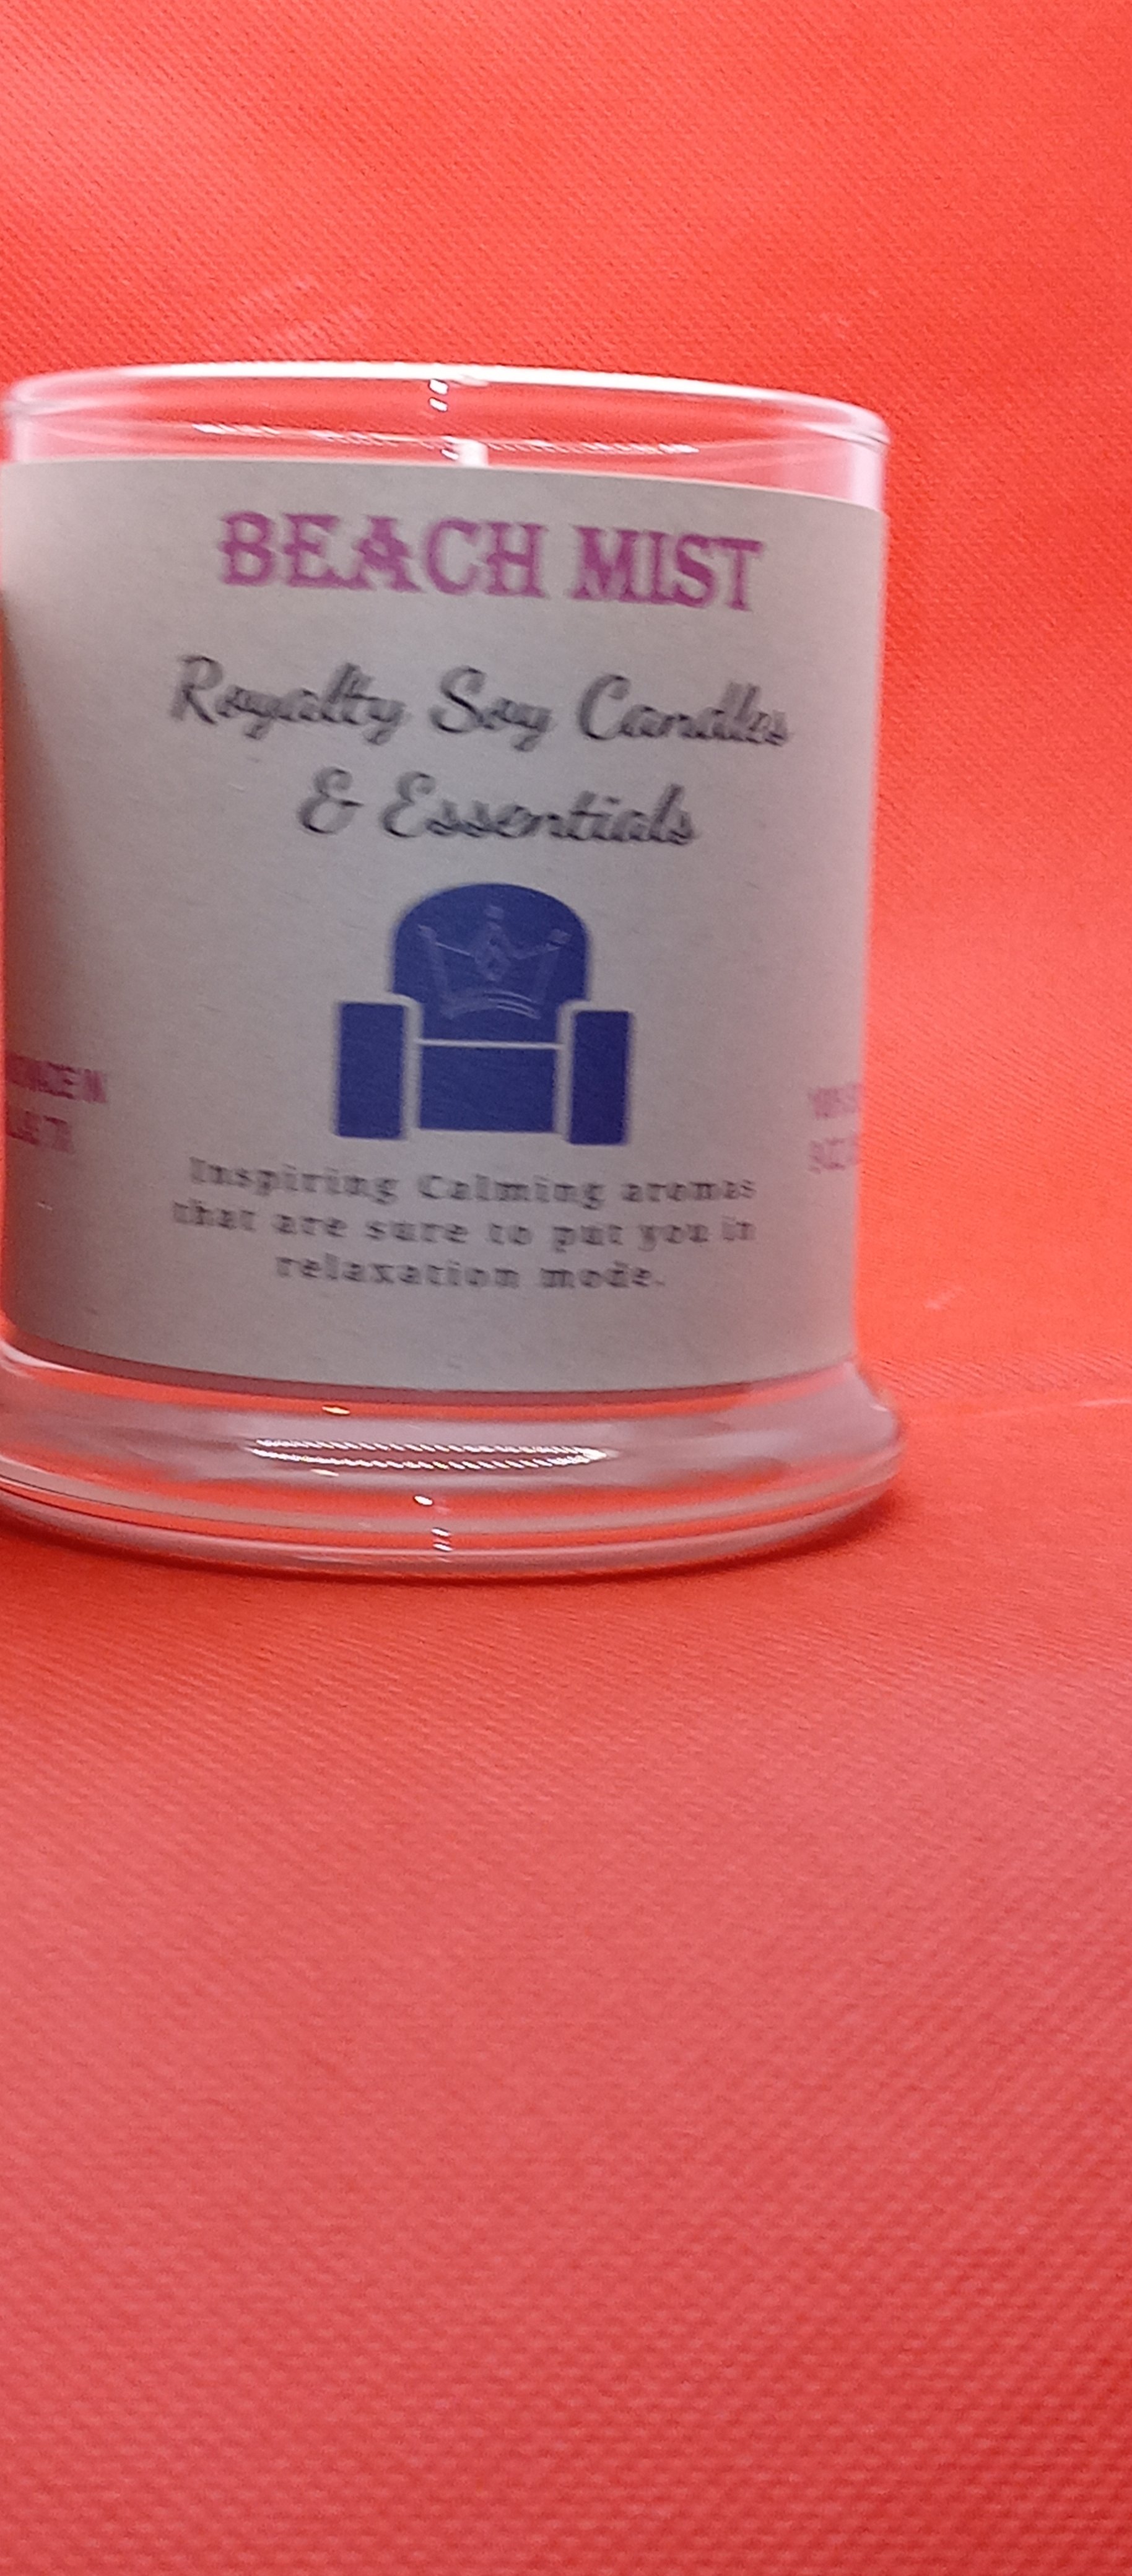 BEACH MIST
Royalty Soy Candles
& Essentials
Inspiring Calming aromas
that are sure to put you in
relaxation mode.